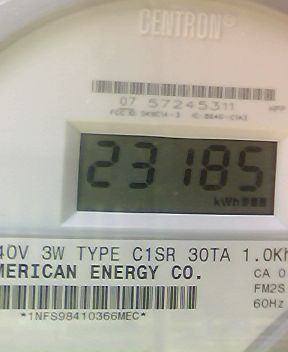 CENTRON®
07 57245311
23185
kWh
40V 3W TYPE C1SR 30TA 1.0Kh
MERICAN ENERGY CO.
CA 0
FM2S
60Hz
*1NFS98410366MEC*